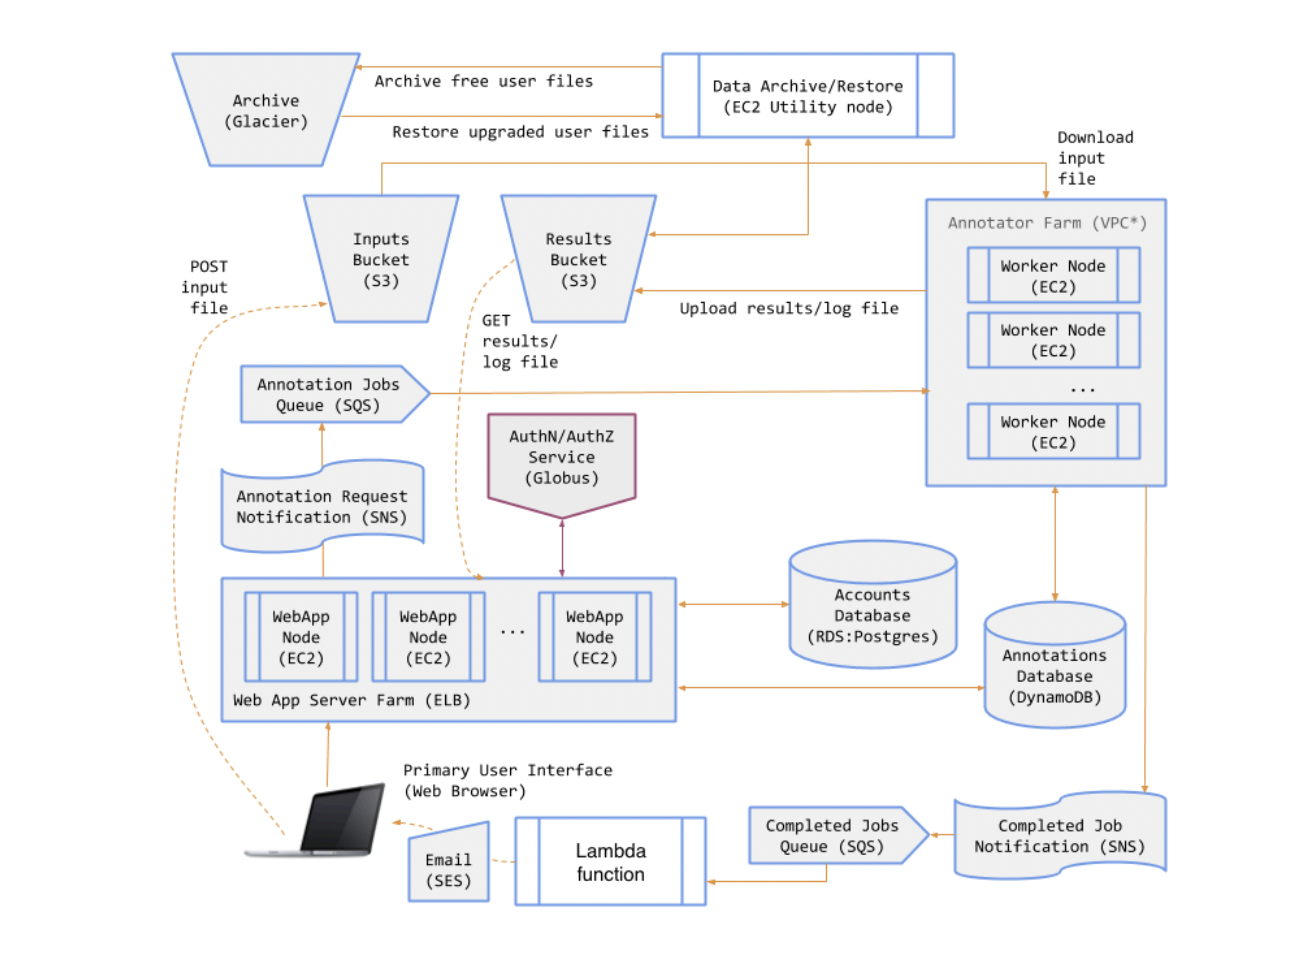 Archive
(Glacier)
Archive free user files
Restore upgraded user files
Data Archive/Restore
(EC2 Utility node)
Download
input
file
Inputs
Bucket
(S3)
Results
Bucket
(S3)
Annotator Farm (VPC*)
Worker Node
(EC2)
Worker Node
(EC2)
...
Worker Node
(EC2)
POST
input
file
Upload results/log file
GET
results/
log file
Annotation Jobs
Queue (SQS)
AuthN/AuthZ
Service
(Globus)
Annotation Request
Notification (SNS)
WebApp
Node
(EC2)
WebApp
Node
(EC2)
...
WebApp
Node
(EC2)
Web App Server Farm (ELB)
Accounts
Database
(RDS:Postgres)
Annotations
Database
(DynamoDB)
Primary User Interface
(Web Browser)
Email
(SES)
Lambda
function
Completed Jobs
Queue (SQS)
Completed Job
Notification (SNS)